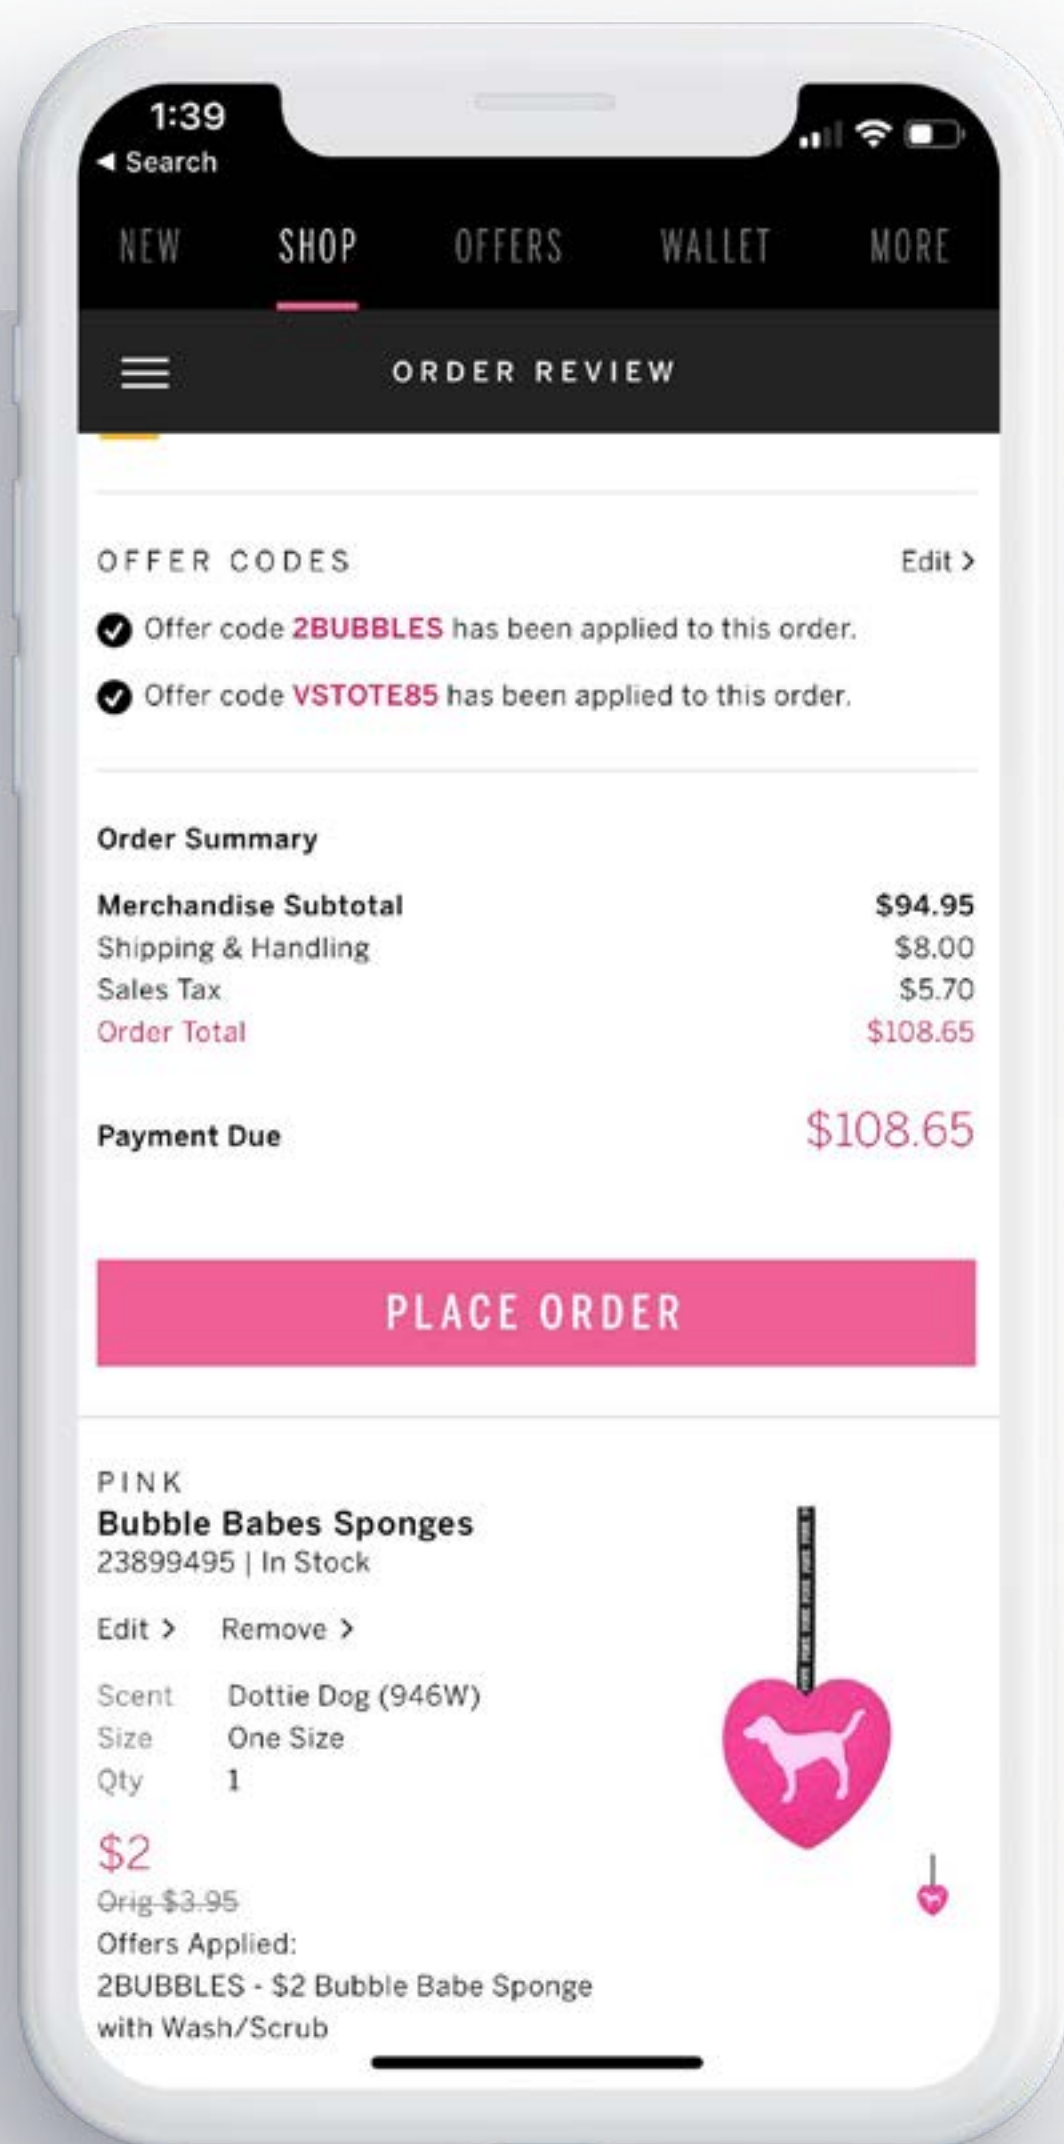 1:39
◀ Search
NEW SHOP OFFERS WALLET MORE
ORDER REVIEW
OFFER CODES Edit >
Offer code 2BUBBLES has been applied to this order.
Offer code VSTOTE85 has been applied to this order.
Order Summary
Merchandise Subtotal $94.95
Shipping & Handling $8.00
Sales Tax $5.70
Order Total $108.65
Payment Due $108.65
PLACE ORDER
PINK
Bubble Babes Sponges
23899495 | In Stock
Edit > Remove >
Scent Dottie Dog (946W)
Size One Size
Qty 1
$2
Orig $3.95
Offers Applied:
2BUBBLES - $2 Bubble Babe Sponge
with Wash/Scrub